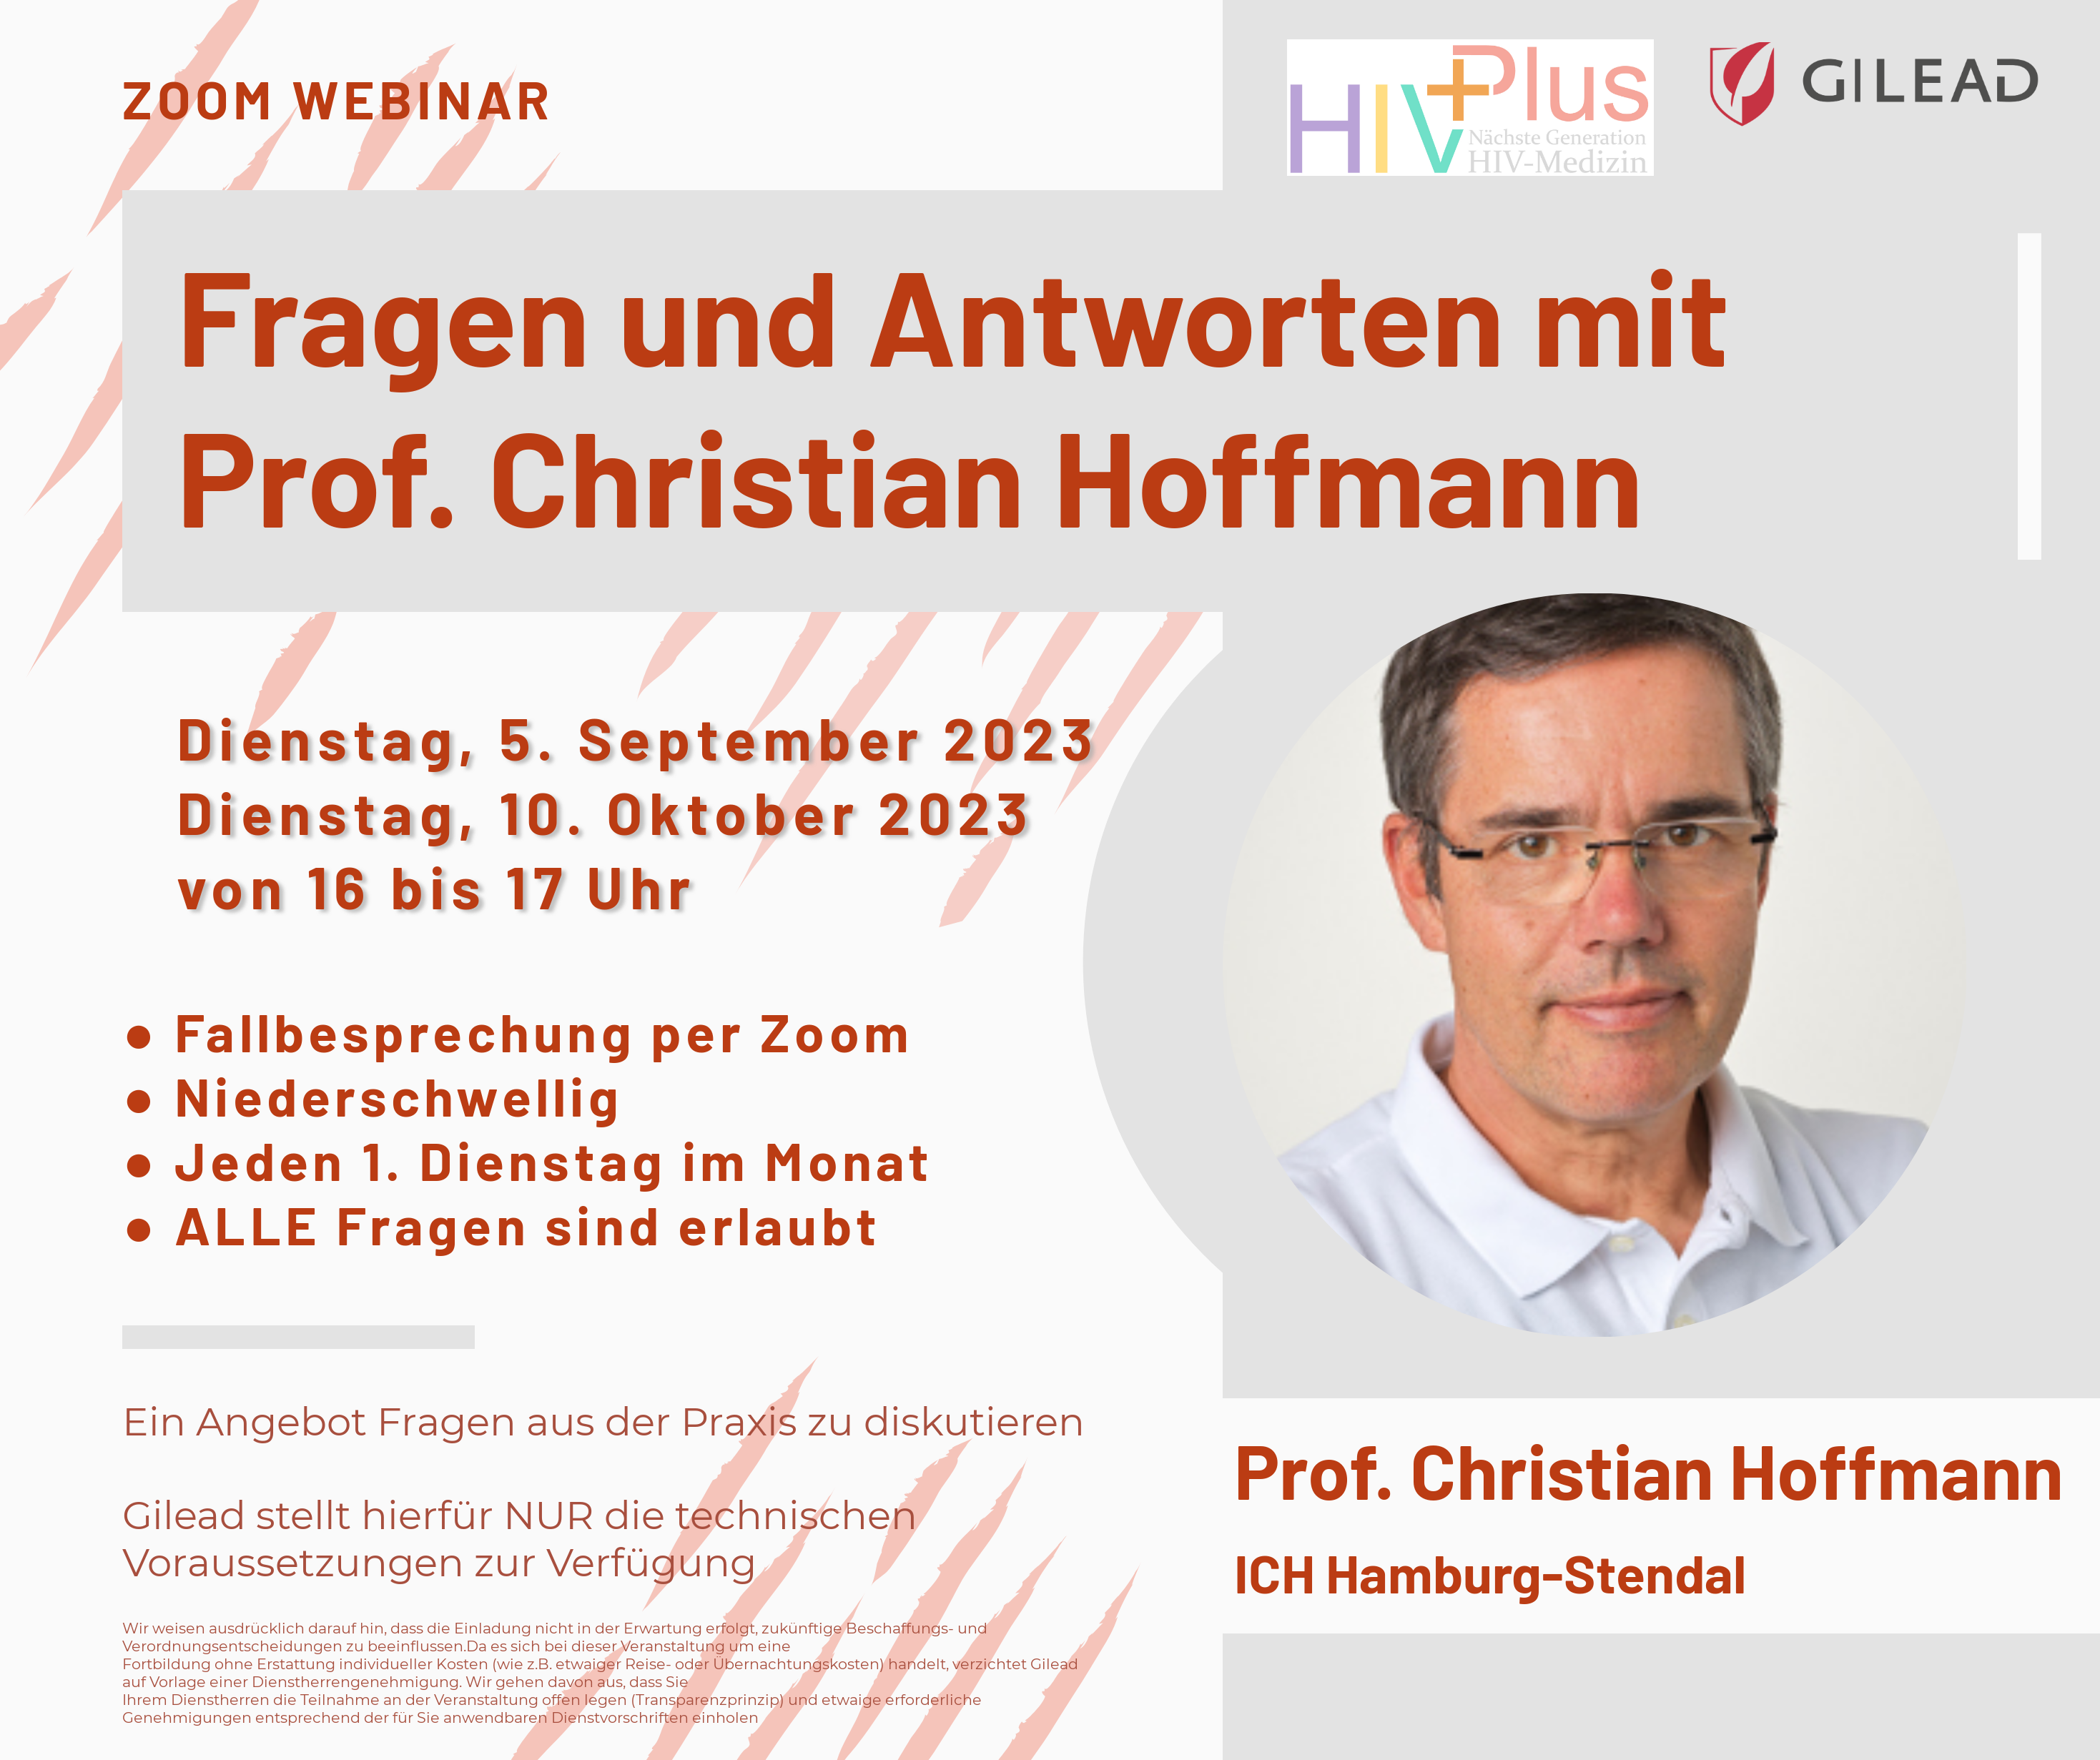 ZOOM WEBINAR
HIV+Plus
Nächste Generation
HIV-Medizin
GILEAD
Fragen und Antworten mit
Prof. Christian Hoffmann
Dienstag, 5. September 2023
Dienstag, 10. Oktober 2023
von 16 bis 17 Uhr
• Fallbesprechung per Zoom
• Niederschwellig
• Jeden 1. Dienstag im Monat
• ALLE Fragen sind erlaubt
Ein Angebot Fragen aus der Praxis zu diskutieren
Gilead stellt hierfür NUR die technischen
Voraussetzungen zur Verfügung
Wir weisen ausdrücklich darauf hin, dass die Einladung nicht in der Erwartung erfolgt, zukünftige Beschaffungs- und
Verordnungsentscheidungen zu beeinflussen.Da es sich bei dieser Veranstaltung um eine
Fortbildung ohne Erstattung individueller Kosten (wie z.B. etwaiger Reise- oder Übernachtungskosten) handelt, verzichtet Gilead
auf Vorlage einer Dienstherrengenehmigung. Wir gehen davon aus, dass Sie
Ihrem Dienstherren die Teilnahme an der Veranstaltung offen legen (Transparenzprinzip) und etwaige erforderliche
Genehmigungen entsprechend der für Sie anwendbaren Dienstvorschriften einholen
Prof. Christian Hoffmann
ICH Hamburg-Stendal